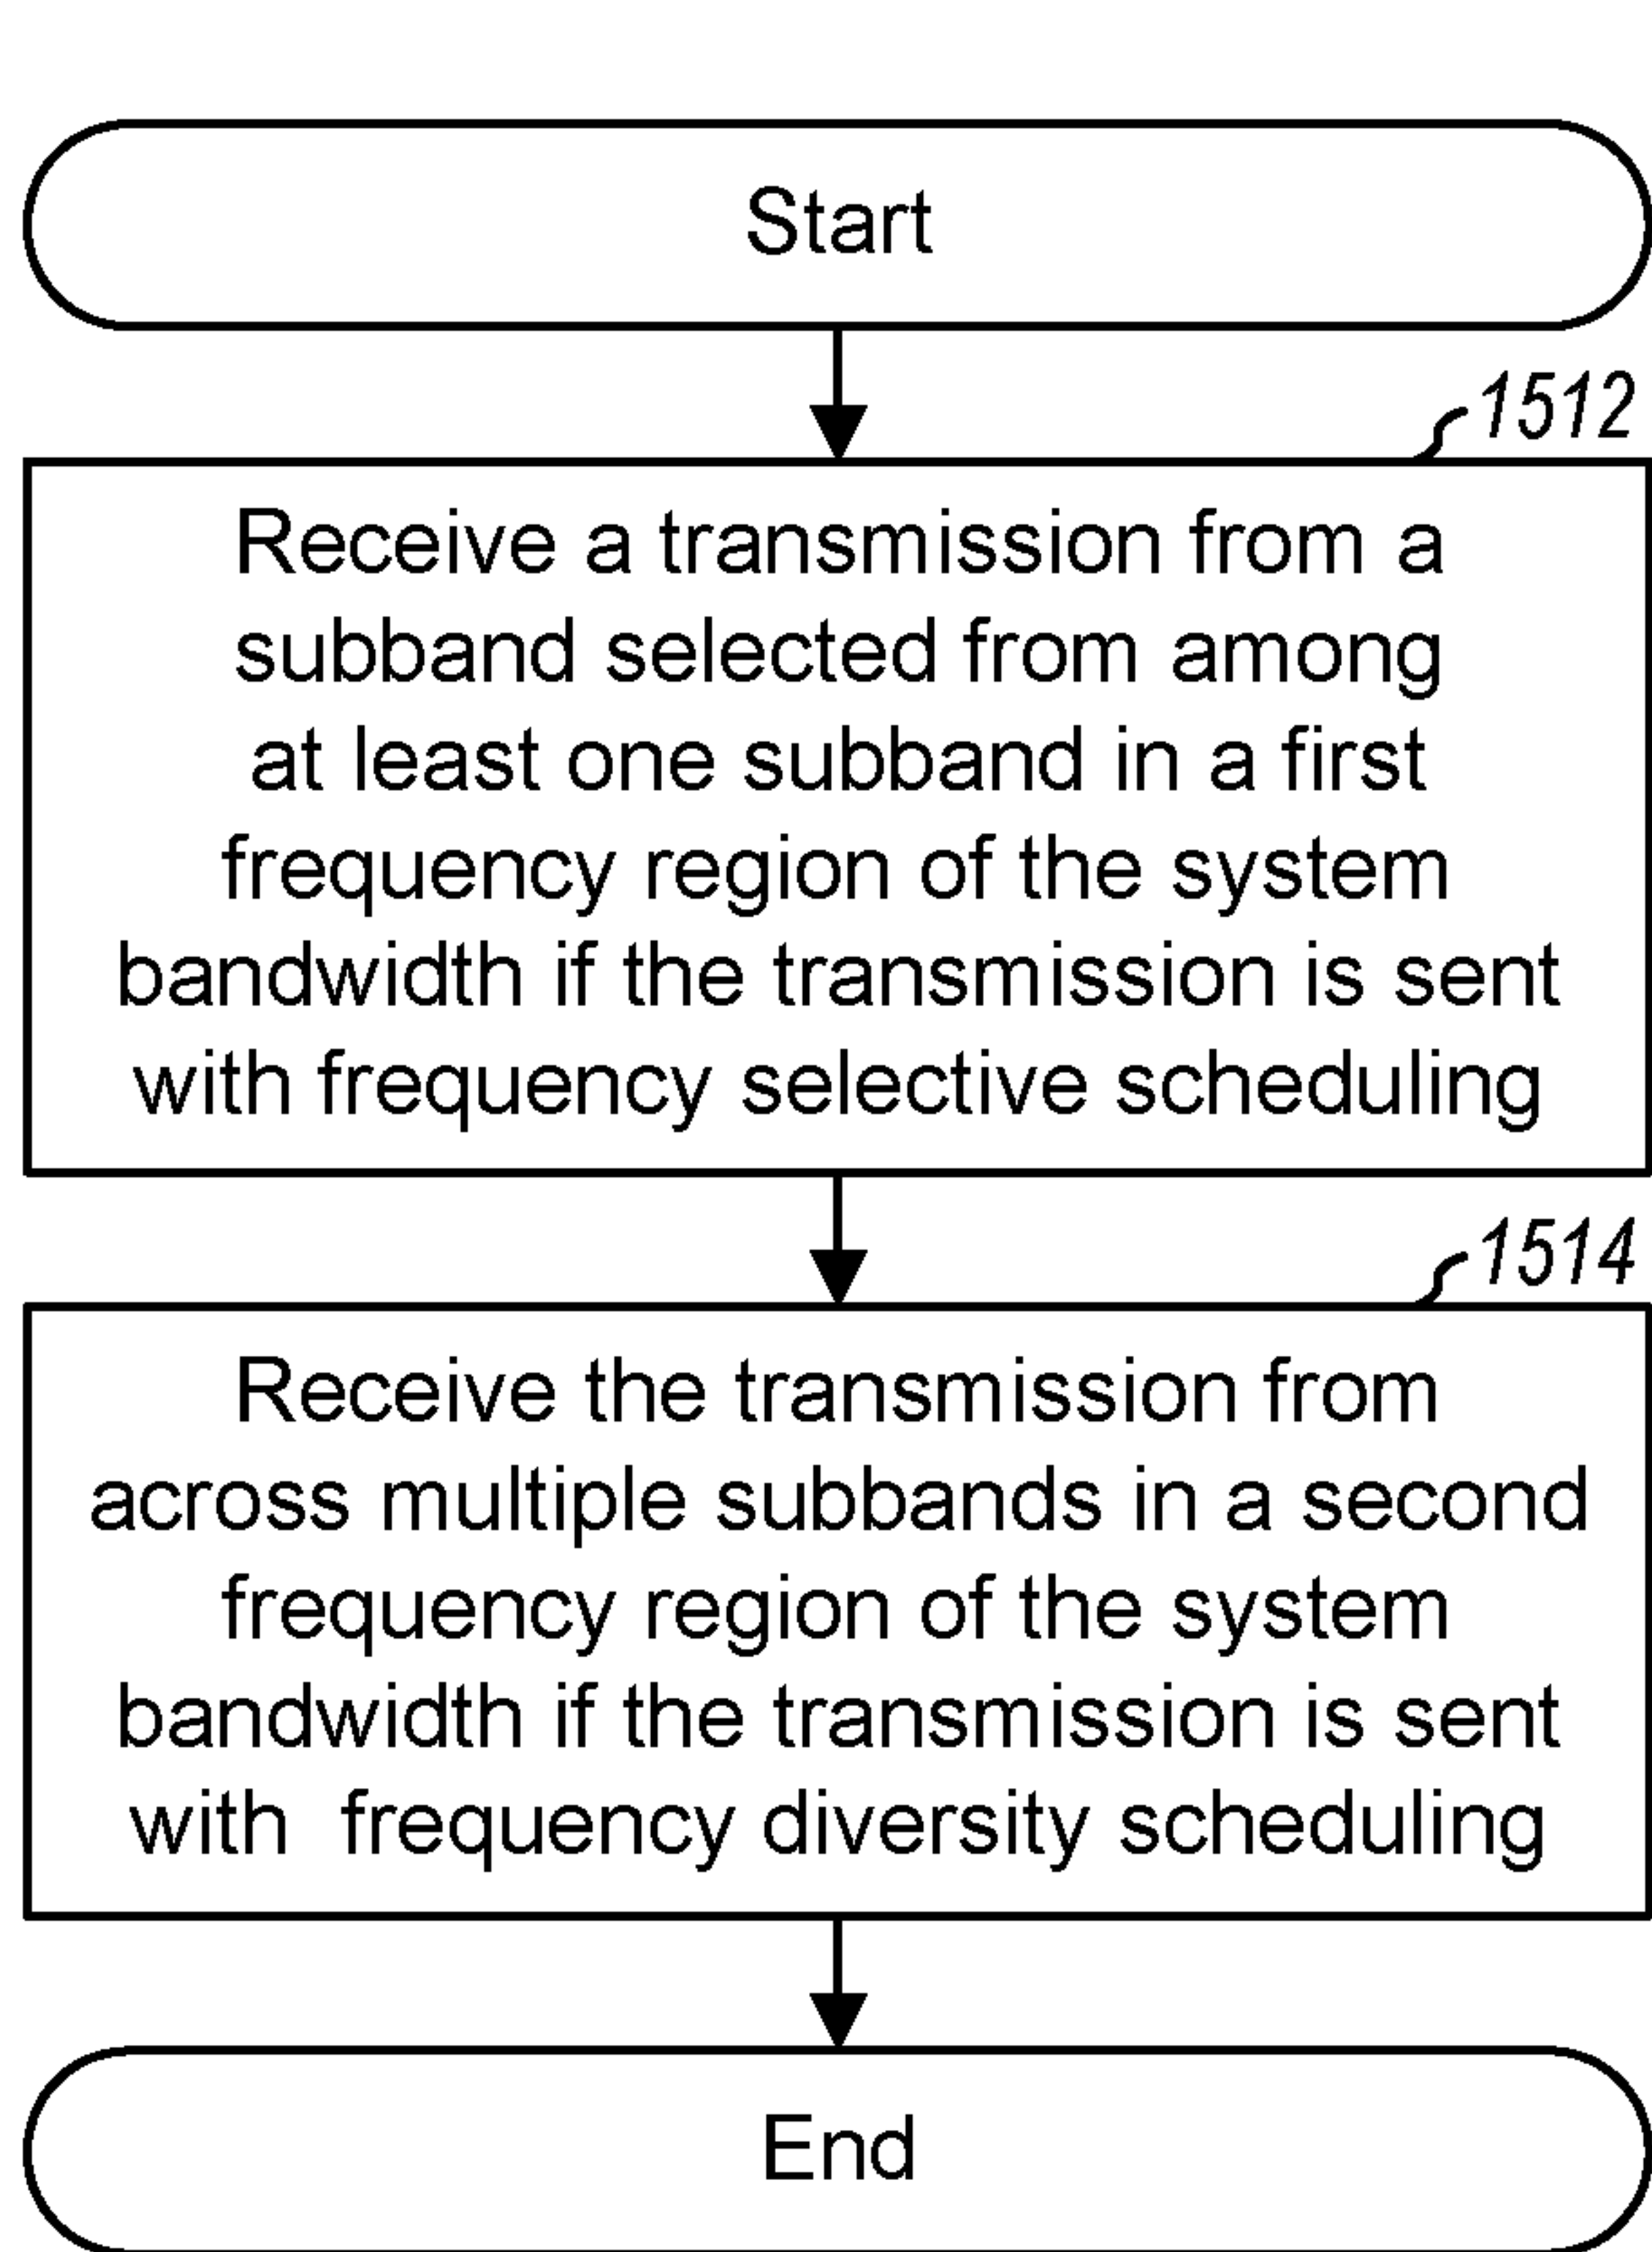 Start
1512
Receive a transmission from a
subband selected from among
at least one subband in a first
frequency region of the system
bandwidth if the transmission is sent
with frequency selective scheduling
1514
Receive the transmission from
across multiple subbands in a second
frequency region of the system
bandwidth if the transmission is sent
with frequency diversity scheduling
End